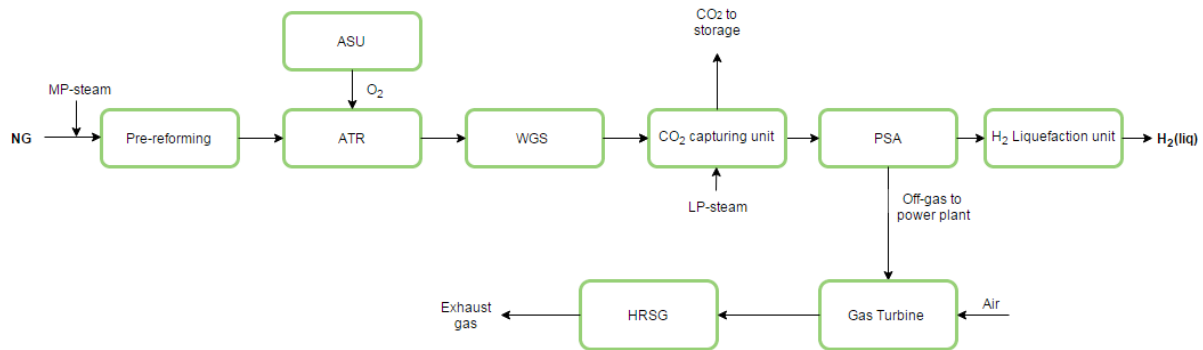 CO₂ to
storage
ASU
MP-steam
O₂
NG
Pre-reforming
ATR
WGS
CO₂ capturing unit
PSA
H₂ Liquefaction unit
H₂(liq)
LP-steam
Off-gas to
power plant
Exhaust
gas
HRSG
Gas Turbine
Air